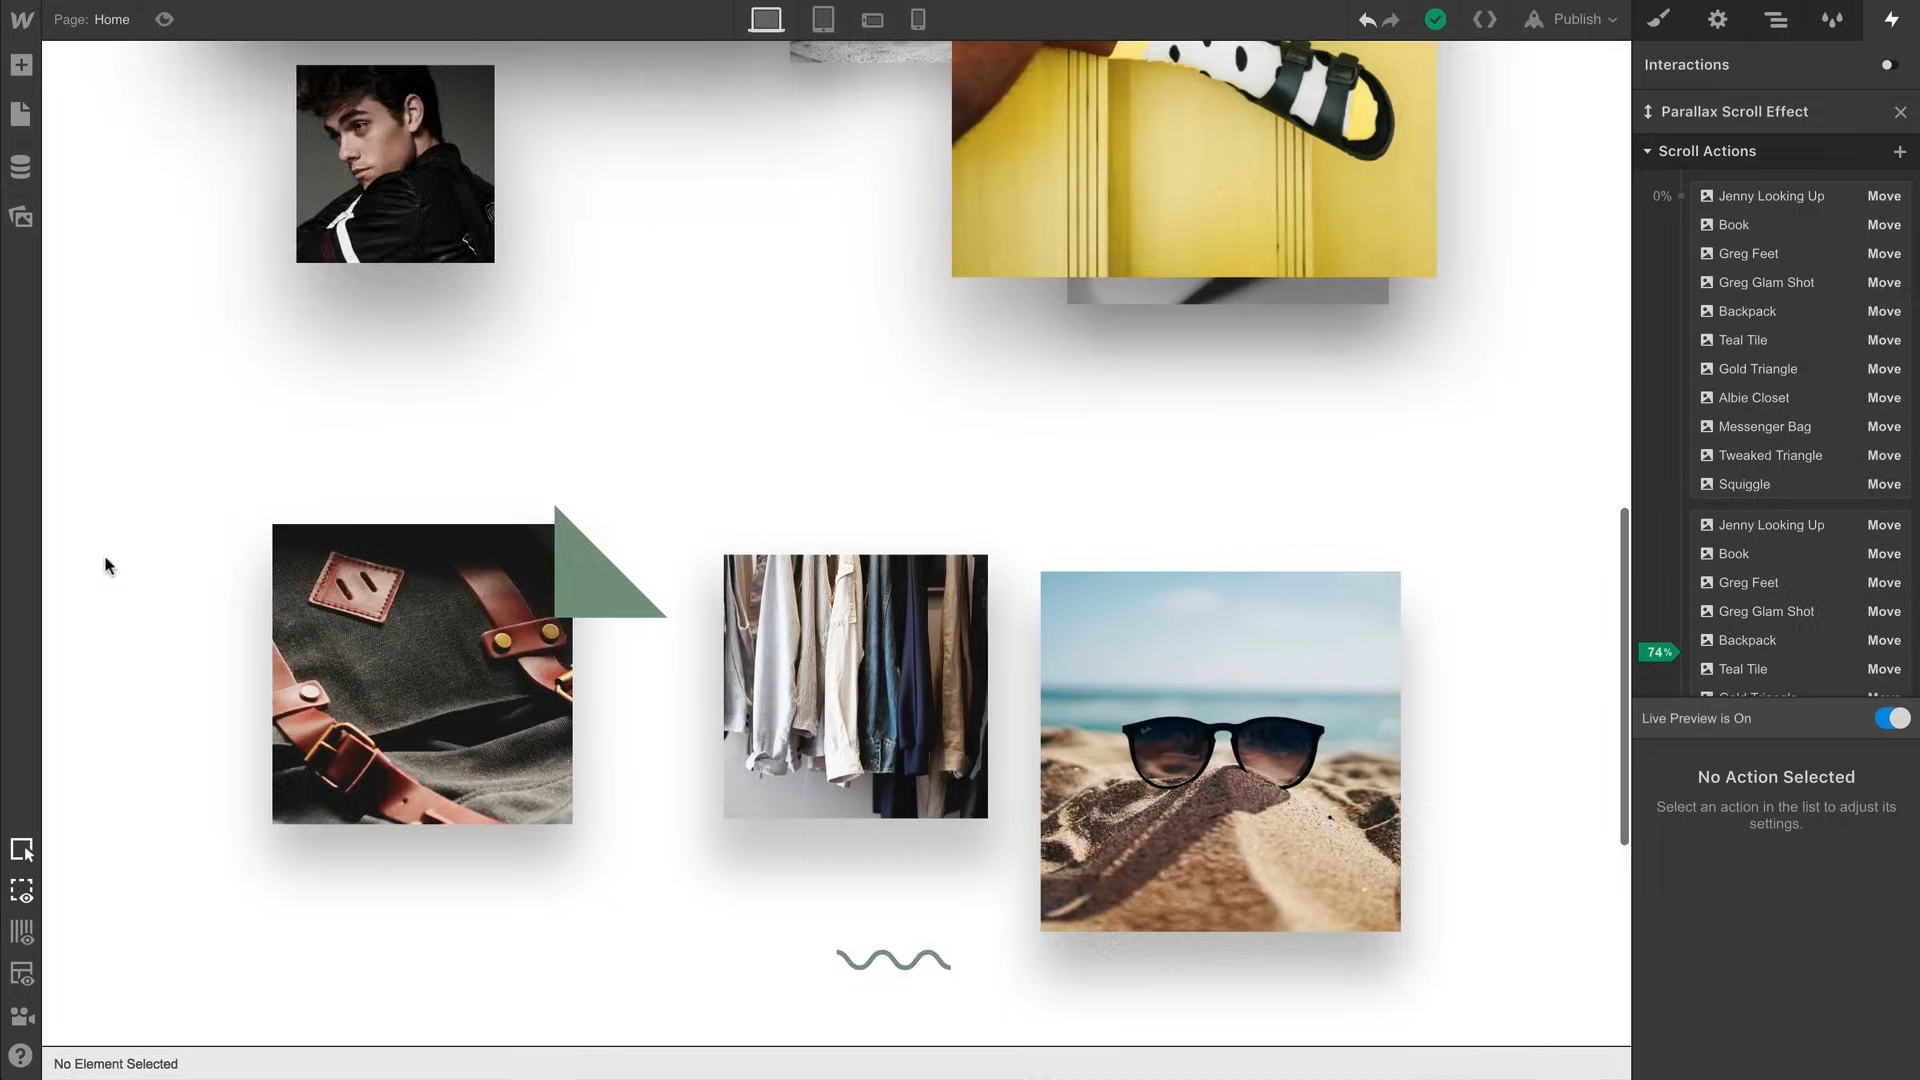 Page: Home
Publish
Interactions
Parallax Scroll Effect
Scroll Actions
0%
Jenny Looking Up Move
Book Move
Greg Feet Move
Greg Glam Shot Move
Backpack Move
Teal Tile Move
Gold Triangle Move
Albie Closet Move
Messenger Bag Move
Tweaked Triangle Move
Squiggle Move
Jenny Looking Up Move
Book Move
Greg Feet Move
Greg Glam Shot Move
Backpack Move
74%
Teal Tile Move
Gold Triangle Move
Live Preview is On
No Action Selected
Select an action in the list to adjust its
settings.
No Element Selected